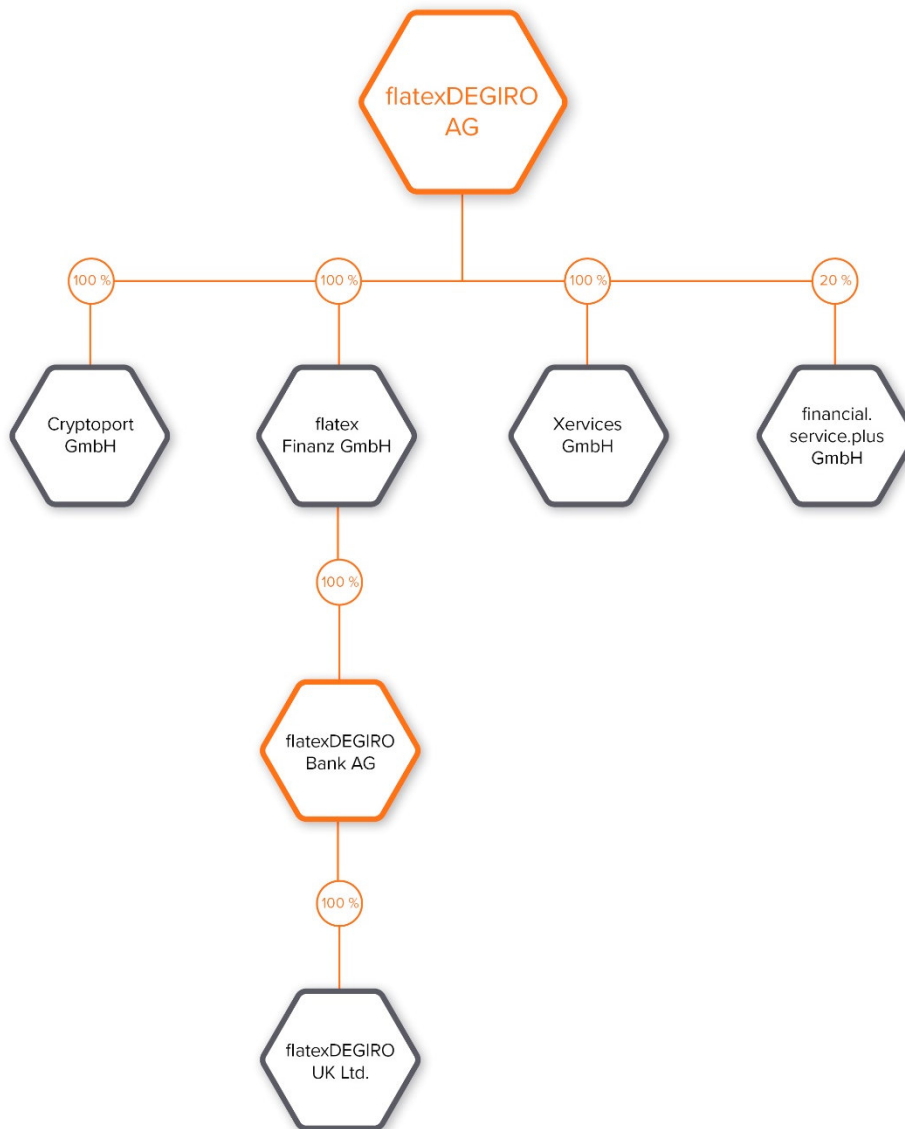 flatexDEGIRO
AG
100 %
100 %
100 %
20 %
Cryptoport
GmbH
flatex
Finanz GmbH
Xervices
GmbH
financial.
service.plus
GmbH
100 %
flatexDEGIRO
Bank AG
100 %
flatexDEGIRO
UK Ltd.